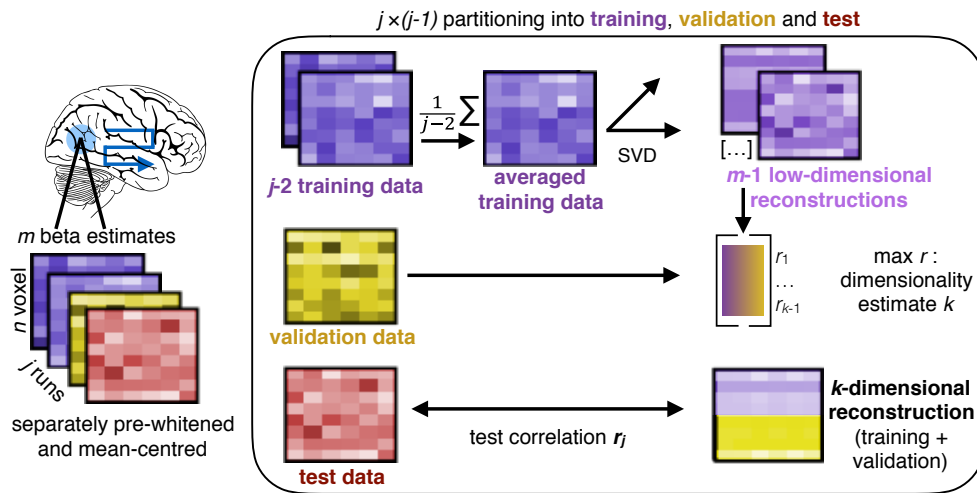 j ×(j-1) partitioning into training, validation and test
m beta estimates
n voxel
j runs
separately pre-whitened
and mean-centred
j-2 training data
1
j−2
∑
averaged
training data
SVD
[...]
m-1 low-dimensional
reconstructions
validation data
r1
...
rk-1
max r :
dimensionality
estimate k
test data
test correlation rj
k-dimensional
reconstruction
(training +
validation)